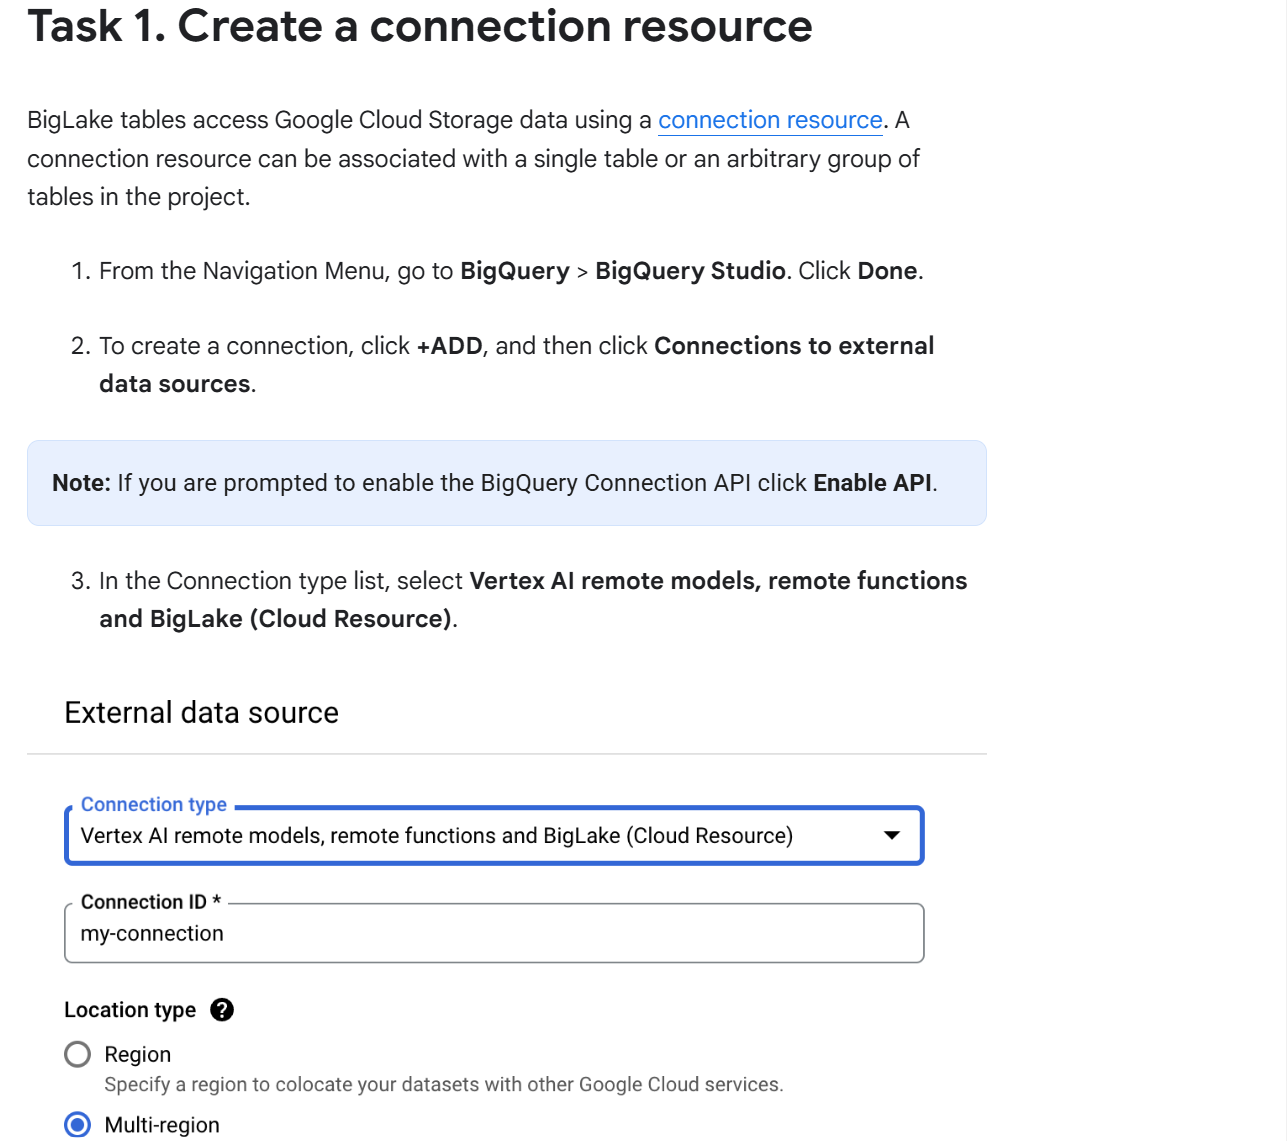 Task 1. Create a connection resource
BigLake tables access Google Cloud Storage data using a connection resource. A
connection resource can be associated with a single table or an arbitrary group of
tables in the project.
1. From the Navigation Menu, go to BigQuery > BigQuery Studio. Click Done.
2. To create a connection, click +ADD, and then click Connections to external
data sources.
Note: If you are prompted to enable the BigQuery Connection API click Enable API.
3. In the Connection type list, select Vertex AI remote models, remote functions
and BigLake (Cloud Resource).
External data source
Connection type
Vertex AI remote models, remote functions and BigLake (Cloud Resource)
Connection ID *
my-connection
Location type ?
Region
Specify a region to colocate your datasets with other Google Cloud services.
Multi-region